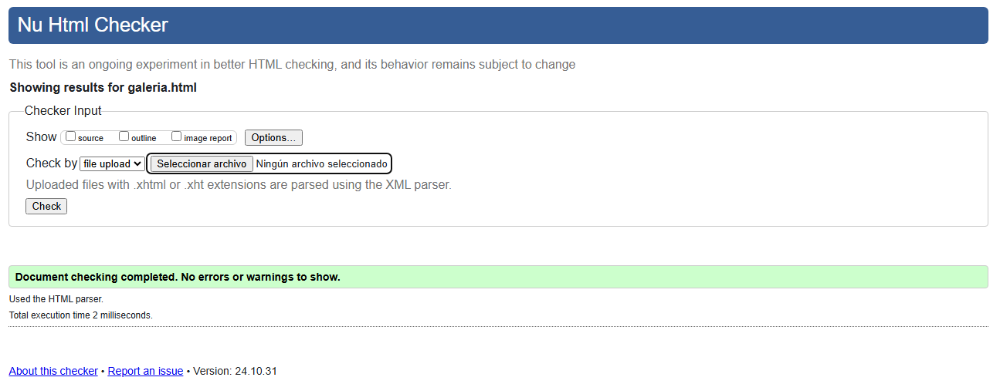 Nu Html Checker
This tool is an ongoing experiment in better HTML checking, and its behavior remains subject to change
Showing results for galeria.html
Checker Input
Show source outline image report Options...
Check by file upload Seleccionar archivo Ningún archivo seleccionado
Uploaded files with .xhtml or .xht extensions are parsed using the XML parser.
Check
Document checking completed. No errors or warnings to show.
Used the HTML parser.
Total execution time 2 milliseconds.
About this checker • Report an issue • Version: 24.10.31